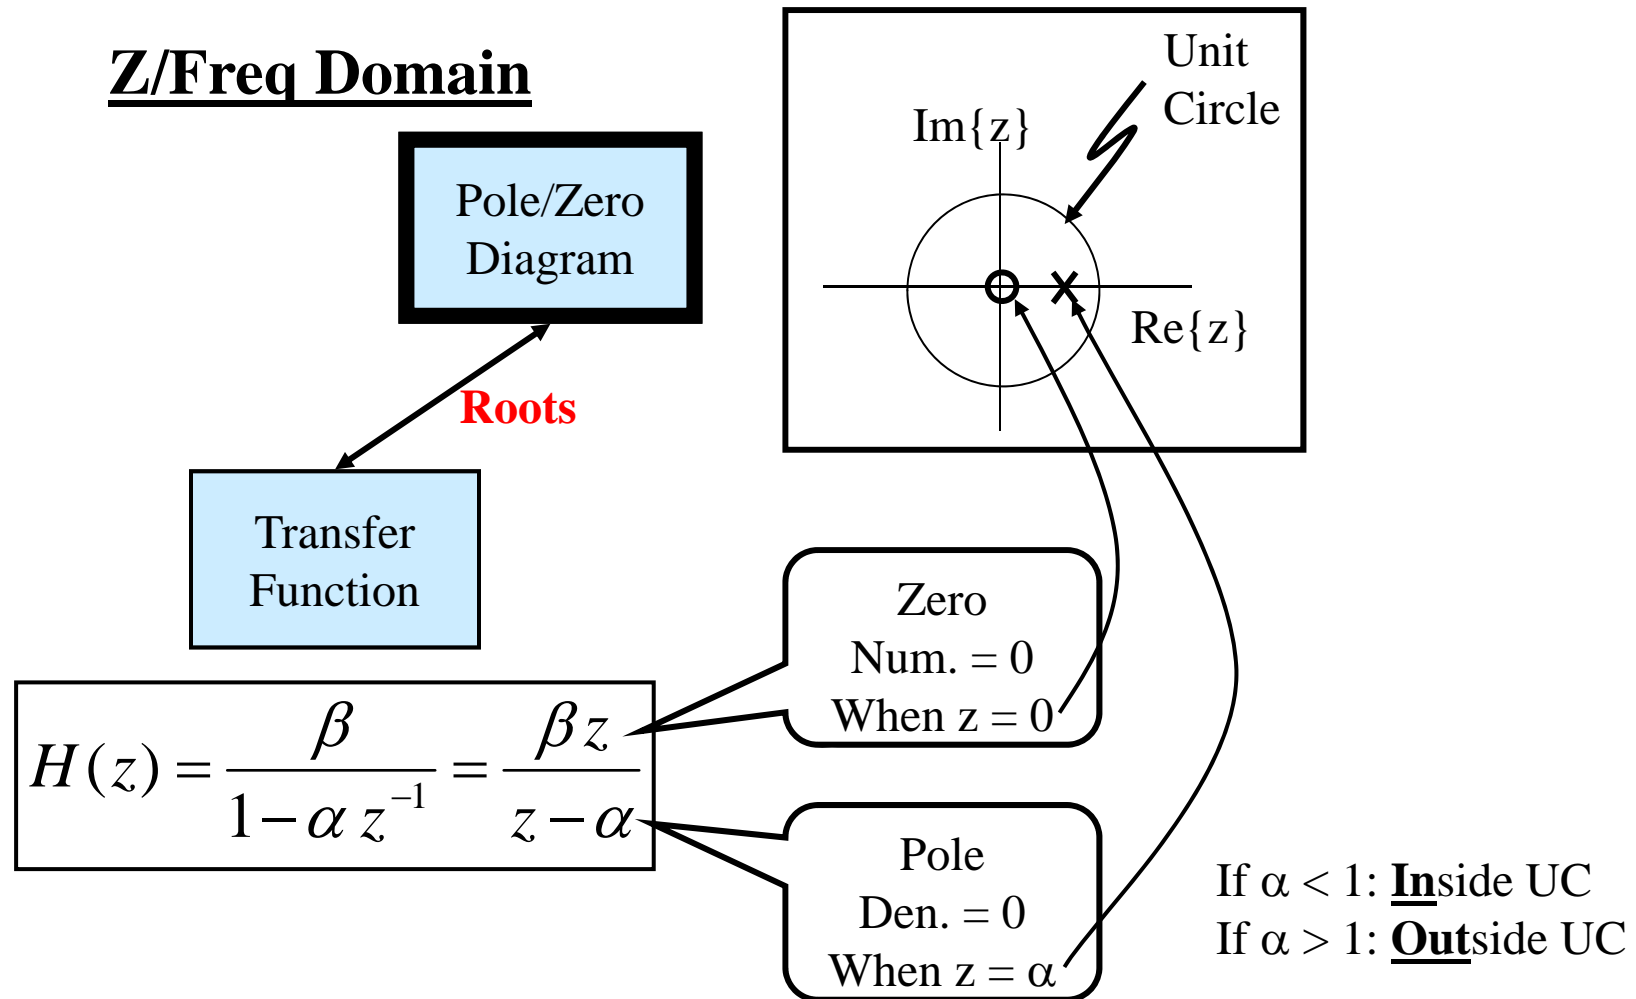 Z/Freq Domain
Unit
Circle
Im{z}
Pole/Zero
Diagram
Re{z}
Roots
Transfer
Function
Zero
Num. = 0
When z = 0
H(z) = β / (1 − α z^{-1}) = β z / (z − α)
Pole
Den. = 0
When z = α
If α < 1: Inside UC
If α > 1: Outside UC